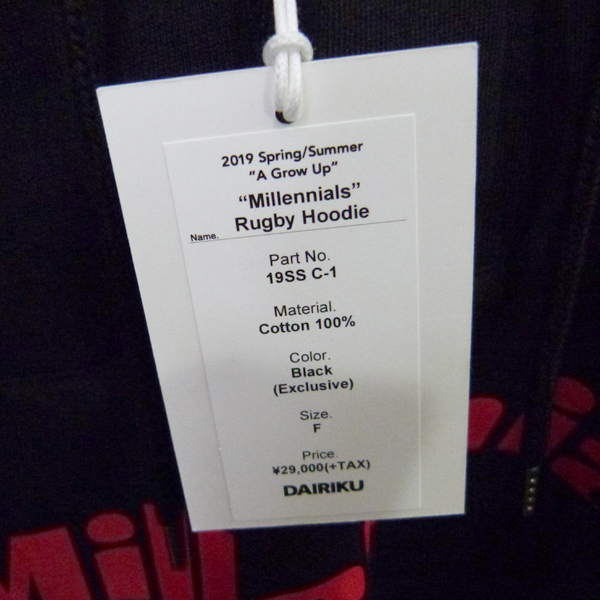 2019 Spring/Summer
"A Grow Up"
"Millennials"
Name. Rugby Hoodie
Part No.
19SS C-1
Material.
Cotton 100%
Color.
Black
(Exclusive)
Size.
F
Price.
¥29,000(+TAX)
DAIRIKU
Mill